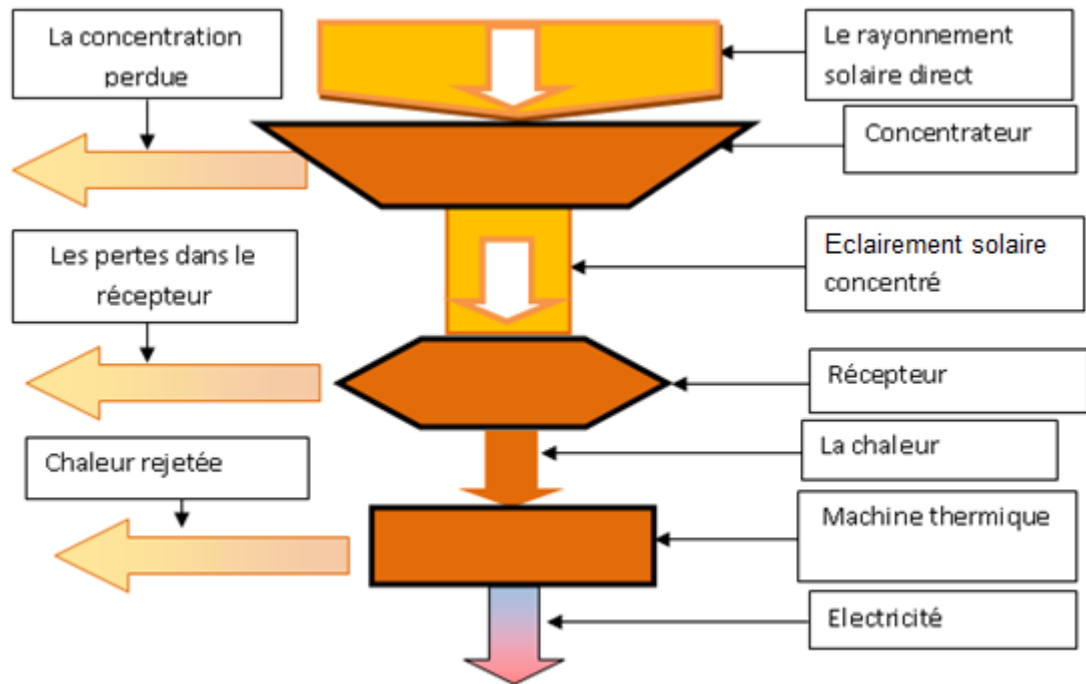 La concentration
perdue
Le rayonnement
solaire direct
Concentrateur
Les pertes dans le
récepteur
Eclairement solaire
concentré
Récepteur
Chaleur rejetée
La chaleur
Machine thermique
Electricité